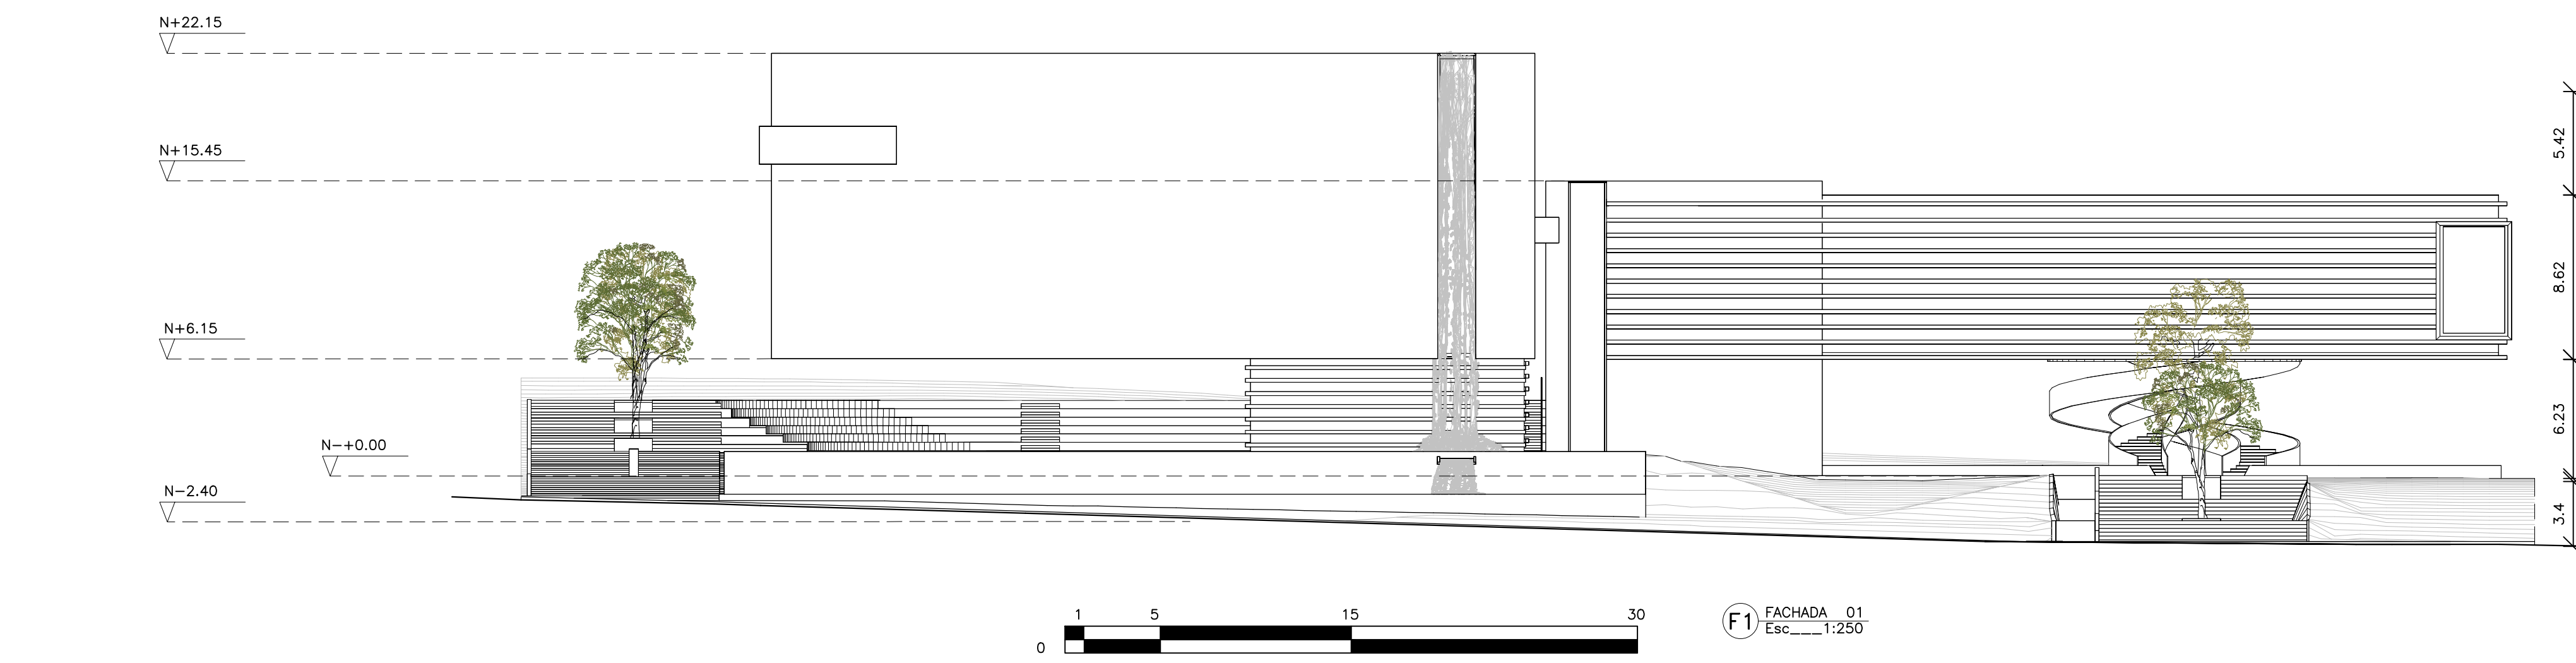 N+22.15
N+15.45
N+6.15
N-+0.00
N-2.40
5.42
8.62
6.23
3.4
0 1 5 15 30
F1 FACHADA 01
Esc___1:250